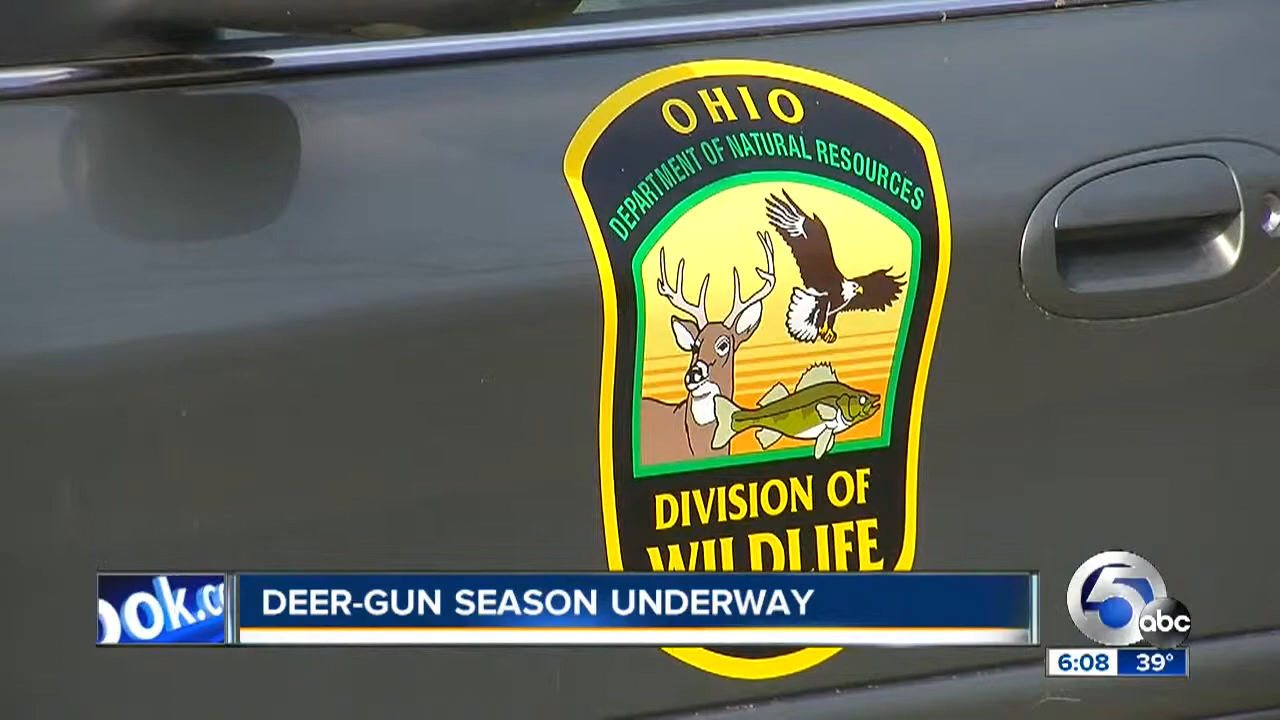 OHIO
DEPARTMENT OF NATURAL RESOURCES
DIVISION OF
WILDLIFE
ook.c
DEER-GUN SEASON UNDERWAY
5
abc
6:08 39°